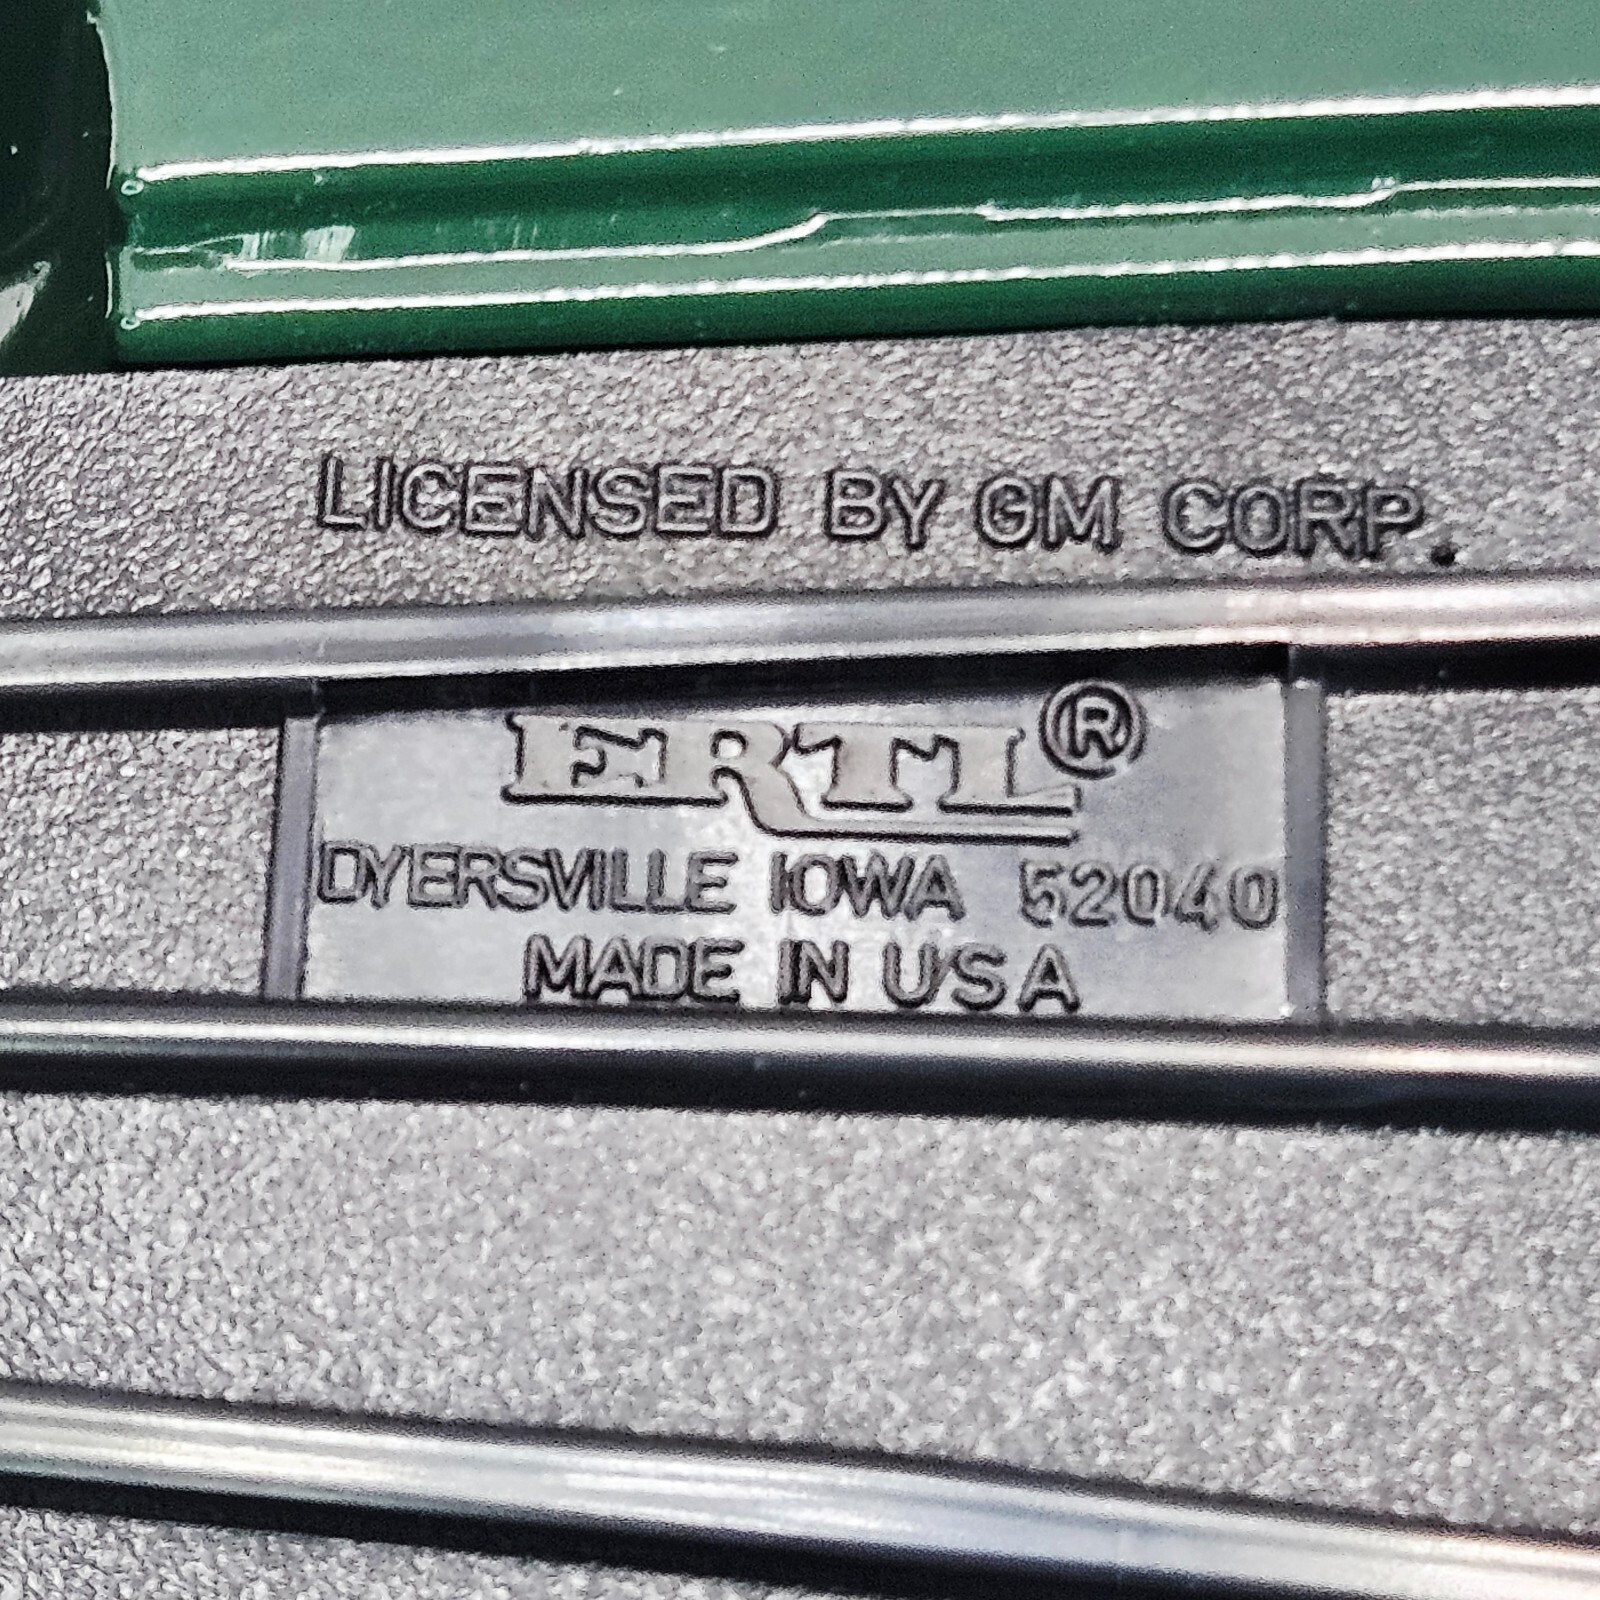 LICENSED BY GM CORP.
ERTL®
DYERSVILLE IOWA 52040
MADE IN USA